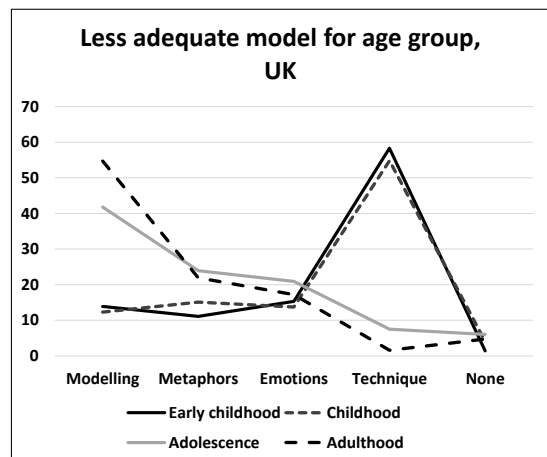 Less adequate model for age group,
UK
70
60
50
40
30
20
10
0
Modelling Metaphors Emotions Technique None
Early childhood Childhood
Adolescence Adulthood